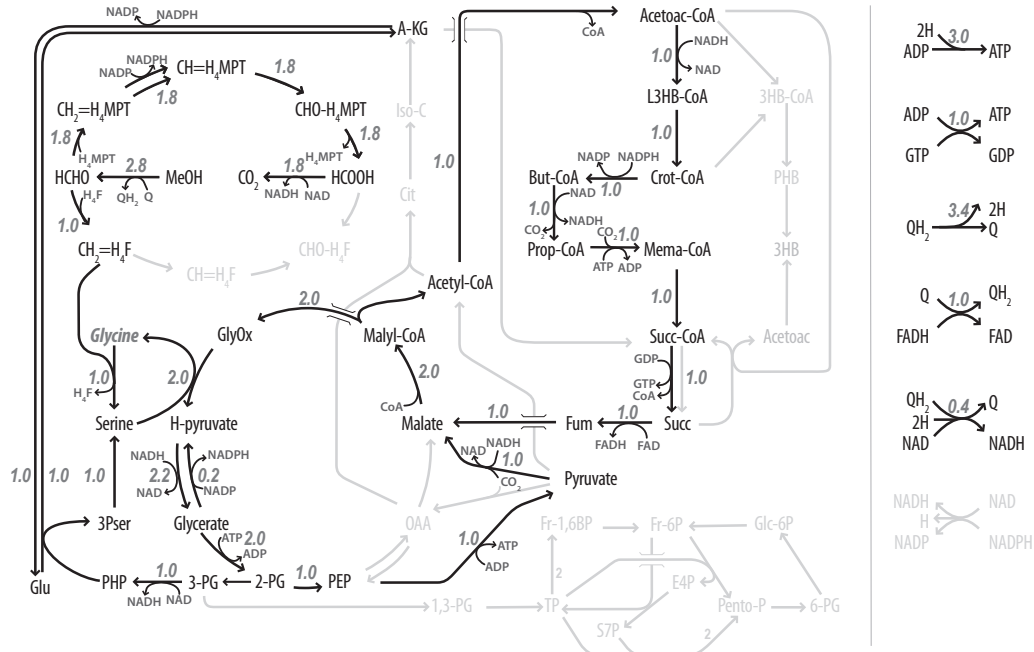 NADP NADPH
A-KG
CoA
Acetoac-CoA
1.0
NADH
NAD
NADP NADPH
CH=H4MPT
1.8
1.8
CH2=H4MPT
CHO-H4MPT
1.8
H4MPT
1.8
H4MPT
HCHO
2.8
MeOH
QH2 Q
CO2
1.8
HCOOH
NADH NAD
H4F
1.0
CH2=H4F
CH=H4F
CHO-H4F
Iso-C
Cit
1.0
L3HB-CoA
3HB-CoA
1.0
NADP NADPH
But-CoA
1.0
Crot-CoA
PHB
NAD
1.0
NADH
CO2
Prop-CoA
CO2
1.0
Mema-CoA
ATP ADP
3HB
1.0
Acetyl-CoA
2.0
Glycine
GlyOx
Malyl-CoA
Succ-CoA
Acetoac
GDP
GTP
CoA
1.0
1.0
H4F
2.0
2.0
CoA
Serine
H-pyruvate
Malate
1.0
Fum
1.0
Succ
FADH FAD
NADH
NAD
1.0
CO2
Pyruvate
1.0
1.0
1.0
NADH
2.2
NAD
NADPH
0.2
NADP
3Pser
Glycerate
OAA
Fr-1,6BP
Fr-6P
Glc-6P
ATP
2.0
ADP
1.0
ATP
ADP
Glu
PHP
1.0
3-PG
2-PG
1.0
PEP
NADH NAD
2
E4P
1,3-PG
TP
Pento-P
6-PG
S7P
2
2H
3.0
ADP
ATP
ADP
1.0
ATP
GTP
GDP
3.4
2H
QH2
Q
Q
1.0
QH2
FADH
FAD
QH2
0.4
Q
2H
NAD
NADH
NADH
NAD
H
NADP
NADPH